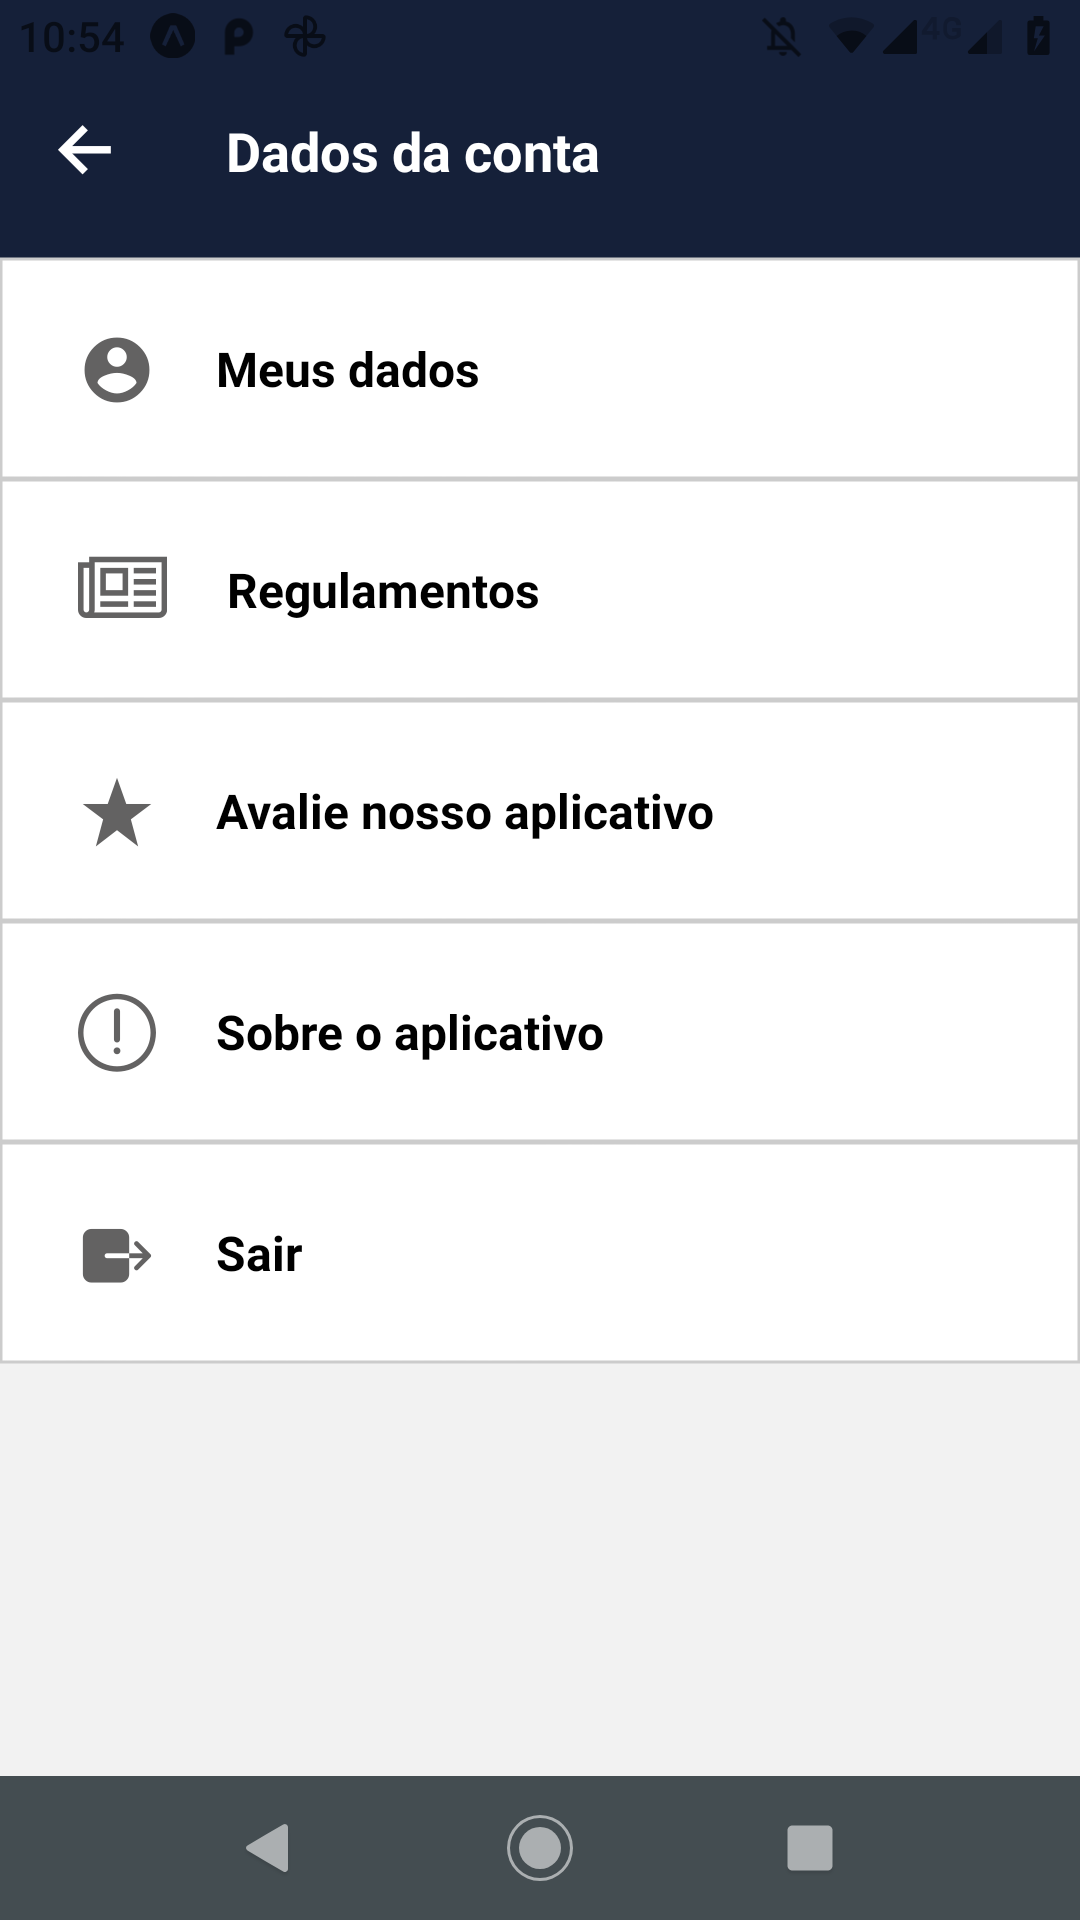 10:54
4G
Dados da conta
Meus dados
Regulamentos
Avalie nosso aplicativo
Sobre o aplicativo
Sair